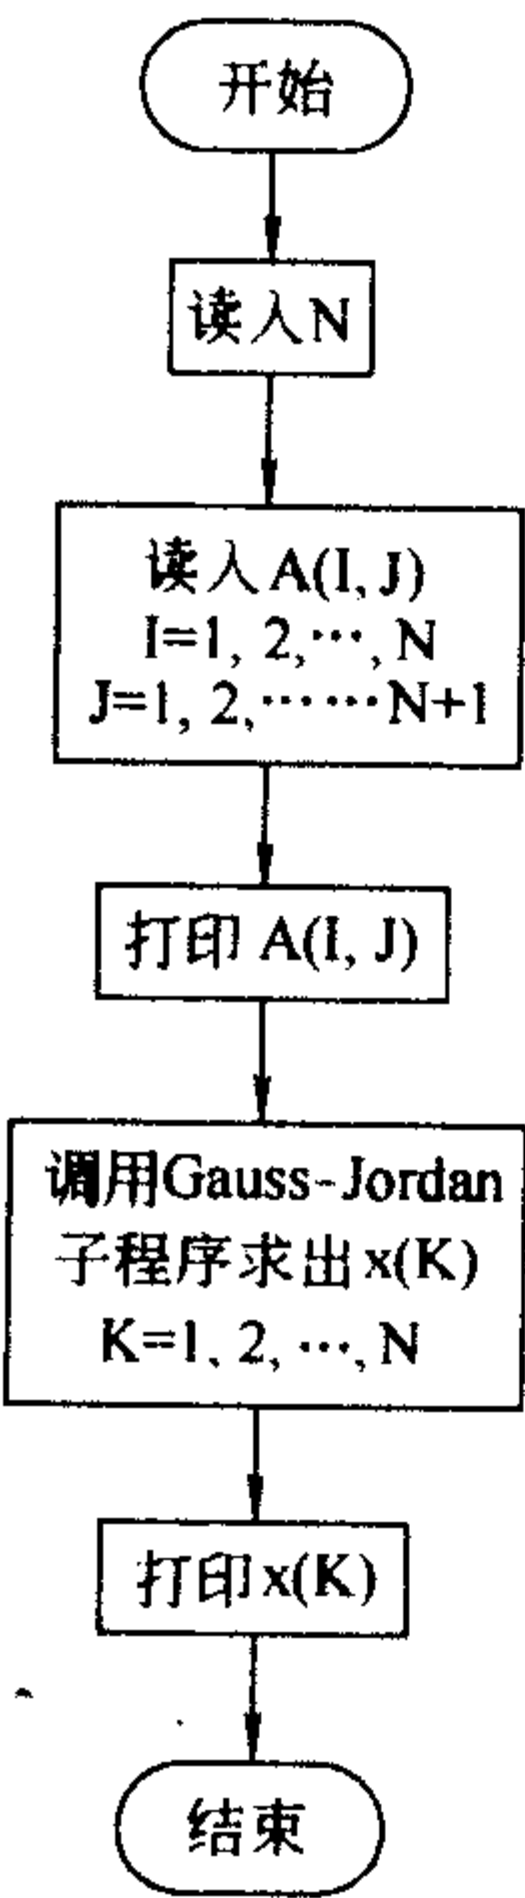 开始
读入N
读入A(I, J)
I=1, 2,···, N
J=1, 2,······N+1
打印 A(I, J)
调用Gauss-Jordan
子程序求出x(K)
K=1、2, ···, N
打印x(K)
结束